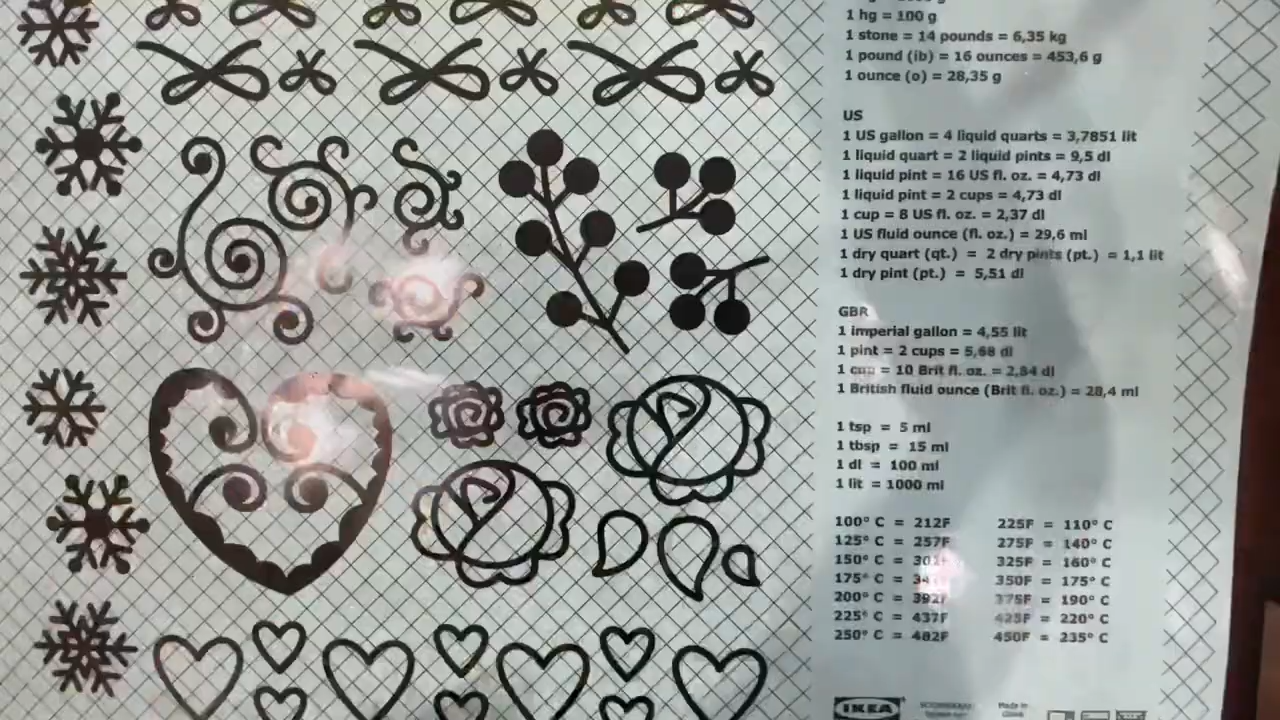 1 hg = 100 g
1 stone = 14 pounds = 6,35 kg
1 pound (ib) = 16 ounces = 453,6 g
1 ounce (o) = 28,35 g
US
1 US gallon = 4 liquid quarts = 3,7851 lit
1 liquid quart = 2 liquid pints = 9,5 dl
1 liquid pint = 16 US fl. oz. = 4,73 dl
1 liquid pint = 2 cups = 4,73 dl
1 cup = 8 US fl. oz. = 2,37 dl
1 US fluid ounce (fl. oz.) = 29,6 ml
1 dry quart (qt.) = 2 dry pints (pt.) = 1,1 lit
1 dry pint (pt.) = 5,51 dl
GBR
1 imperial gallon = 4,55 lit
1 pint = 2 cups = 5,68 dl
1 cup = 10 Brit fl. oz. = 2,84 dl
1 British fluid ounce (Brit fl. oz.) = 28,4 ml
1 tsp = 5 ml
1 tbsp = 15 ml
1 dl = 100 ml
1 lit = 1000 ml
100° C = 212F 225F = 110° C
125° C = 257F 275F = 140° C
150° C = 325F = 160° C
175° C = 350F = 175° C
200° C = 392F 375F = 190° C
225° C = 437F 425F = 220° C
250° C = 482F 450F = 235° C
IKEA Made in